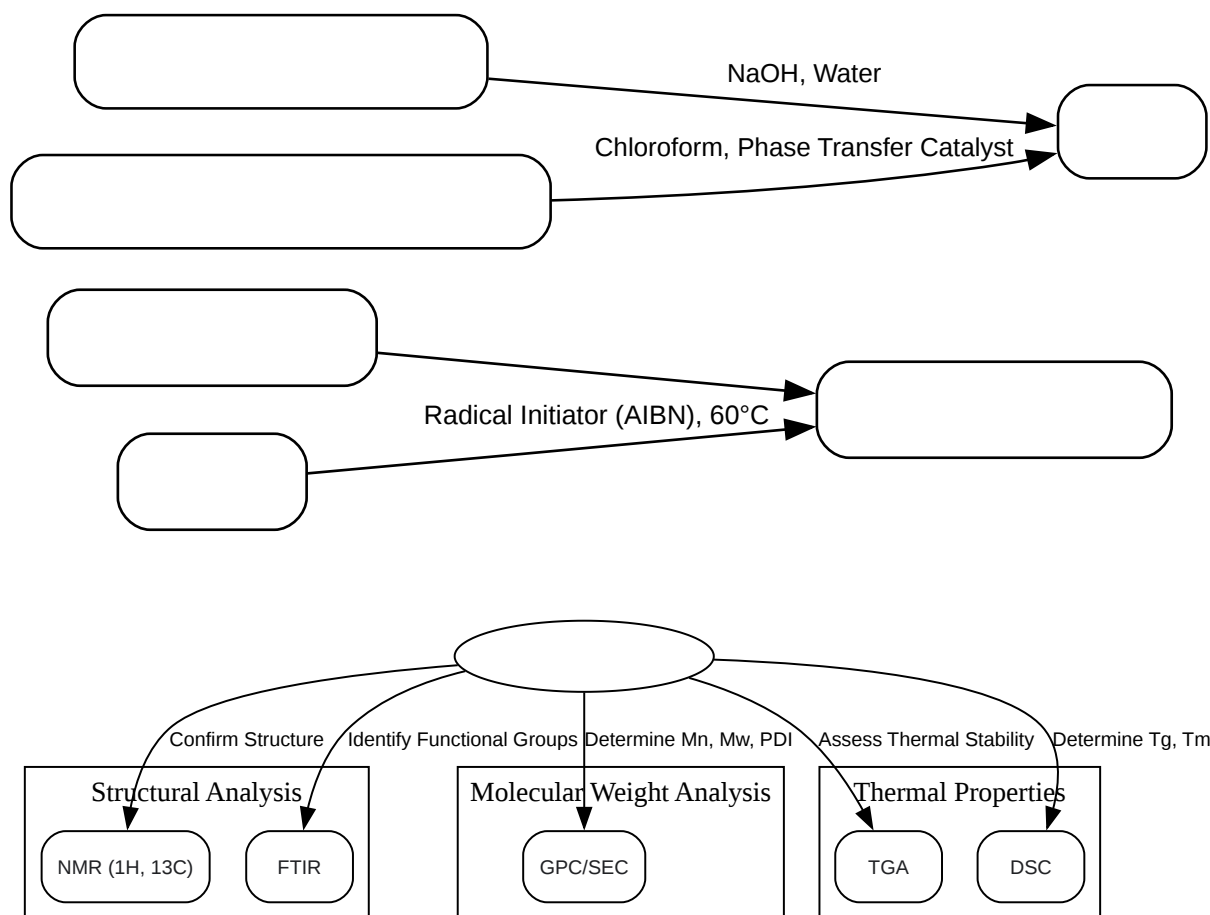 NaOH, Water
Chloroform, Phase Transfer Catalyst
Radical Initiator (AIBN), 60°C
Confirm Structure
Identify Functional Groups
Determine Mn, Mw, PDI
Assess Thermal Stability
Determine Tg, Tm
Structural Analysis
Molecular Weight Analysis
Thermal Properties
NMR (1H, 13C)
FTIR
GPC/SEC
TGA
DSC